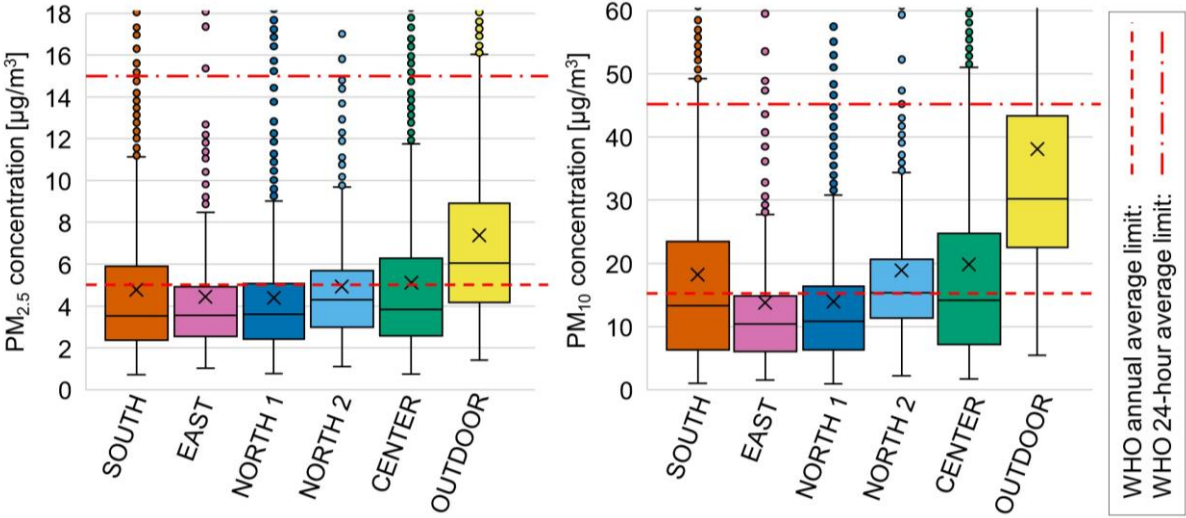 PM2.5 concentration [µg/m³]
18
16
14
12
10
8
6
4
2
0
SOUTH
EAST
NORTH 1
NORTH 2
CENTER
OUTDOOR
PM10 concentration [µg/m³]
60
50
40
30
20
10
0
SOUTH
EAST
NORTH 1
NORTH 2
CENTER
OUTDOOR
WHO annual average limit:
WHO 24-hour average limit: